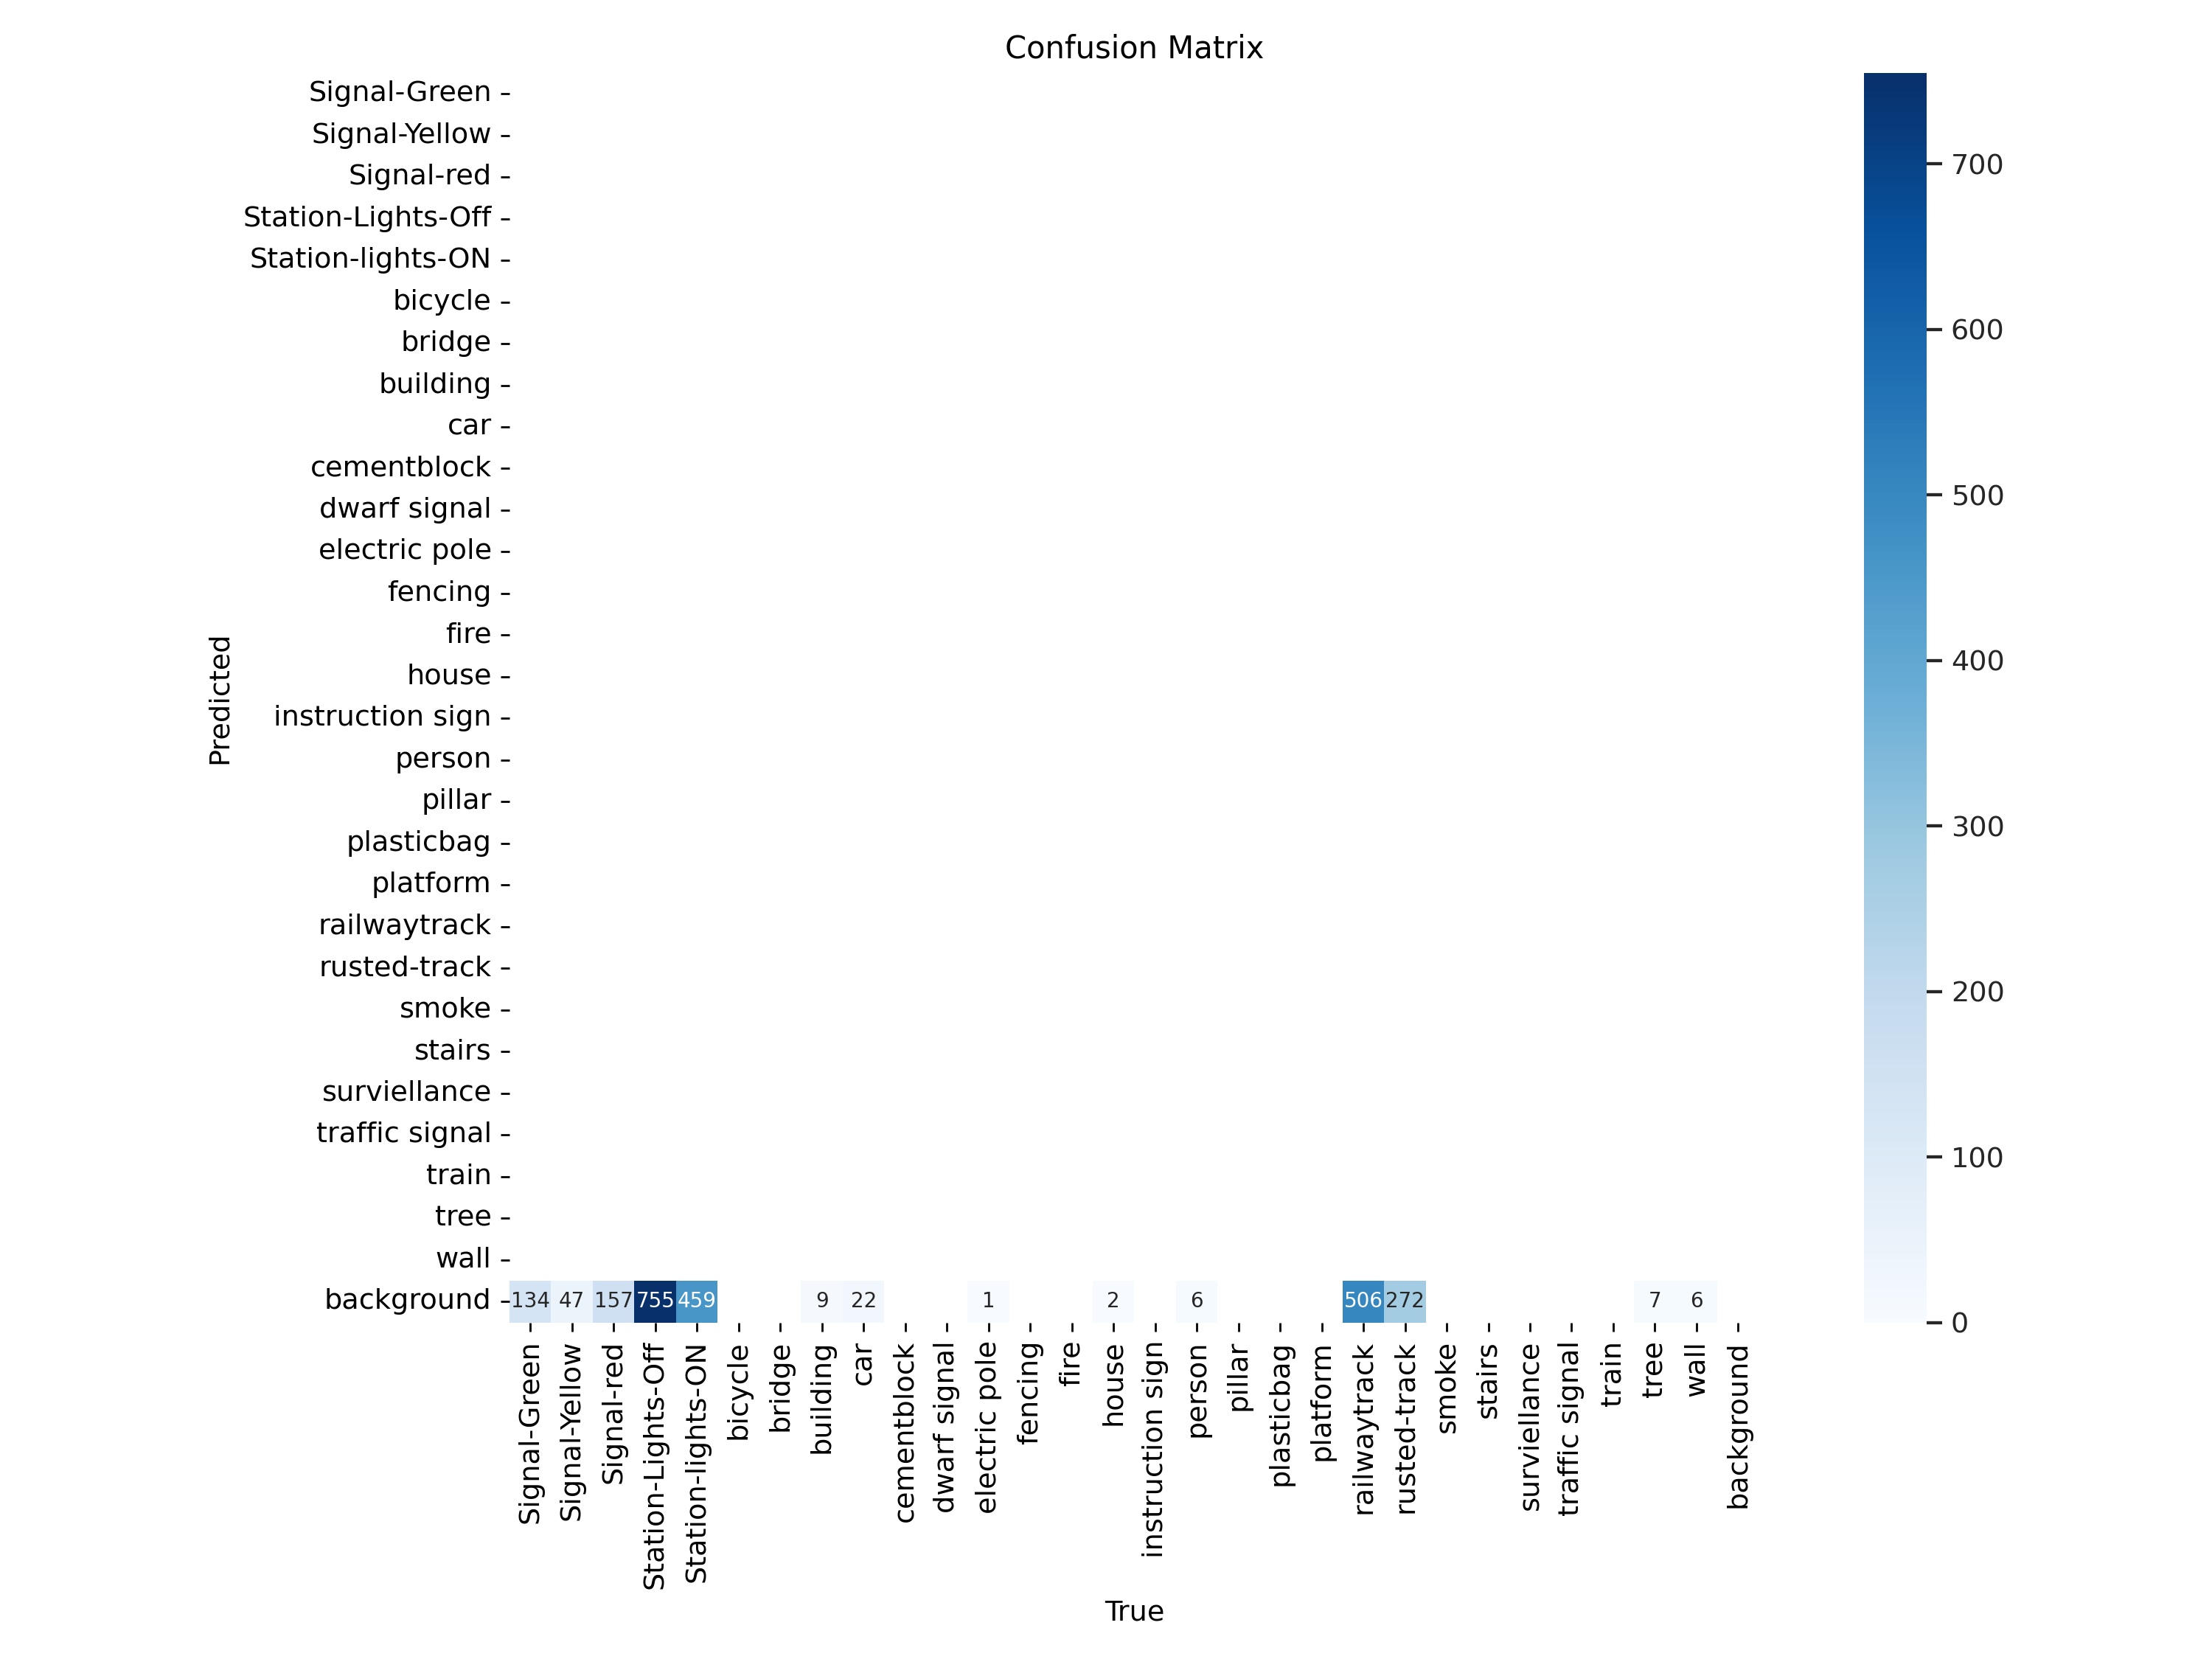 Confusion Matrix
Signal-Green
Signal-Yellow
Signal-red
Station-Lights-Off
Station-lights-ON
bicycle
bridge
building
car
cementblock
dwarf signal
electric pole
fencing
fire
house
instruction sign
person
pillar
plasticbag
platform
railwaytrack
rusted-track
smoke
stairs
surviellance
traffic signal
train
tree
wall
background
Predicted
134 47 157 755 459 9 22 1 2 6 506 272 7 6
Signal-Green
Signal-Yellow
Signal-red
Station-Lights-Off
Station-lights-ON
bicycle
bridge
building
car
cementblock
dwarf signal
electric pole
fencing
fire
house
instruction sign
person
pillar
plasticbag
platform
railwaytrack
rusted-track
smoke
stairs
surviellance
traffic signal
train
tree
wall
background
True
700
600
500
400
300
200
100
0